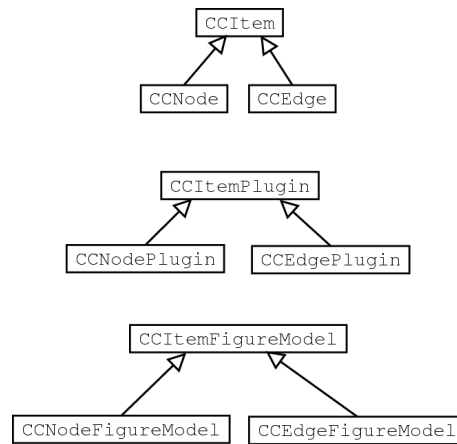 CCItem
CCNode CCEdge
CCItemPlugin
CCNodePlugin CCEdgePlugin
CCItemFigureModel
CCNodeFigureModel CCEdgeFigureModel